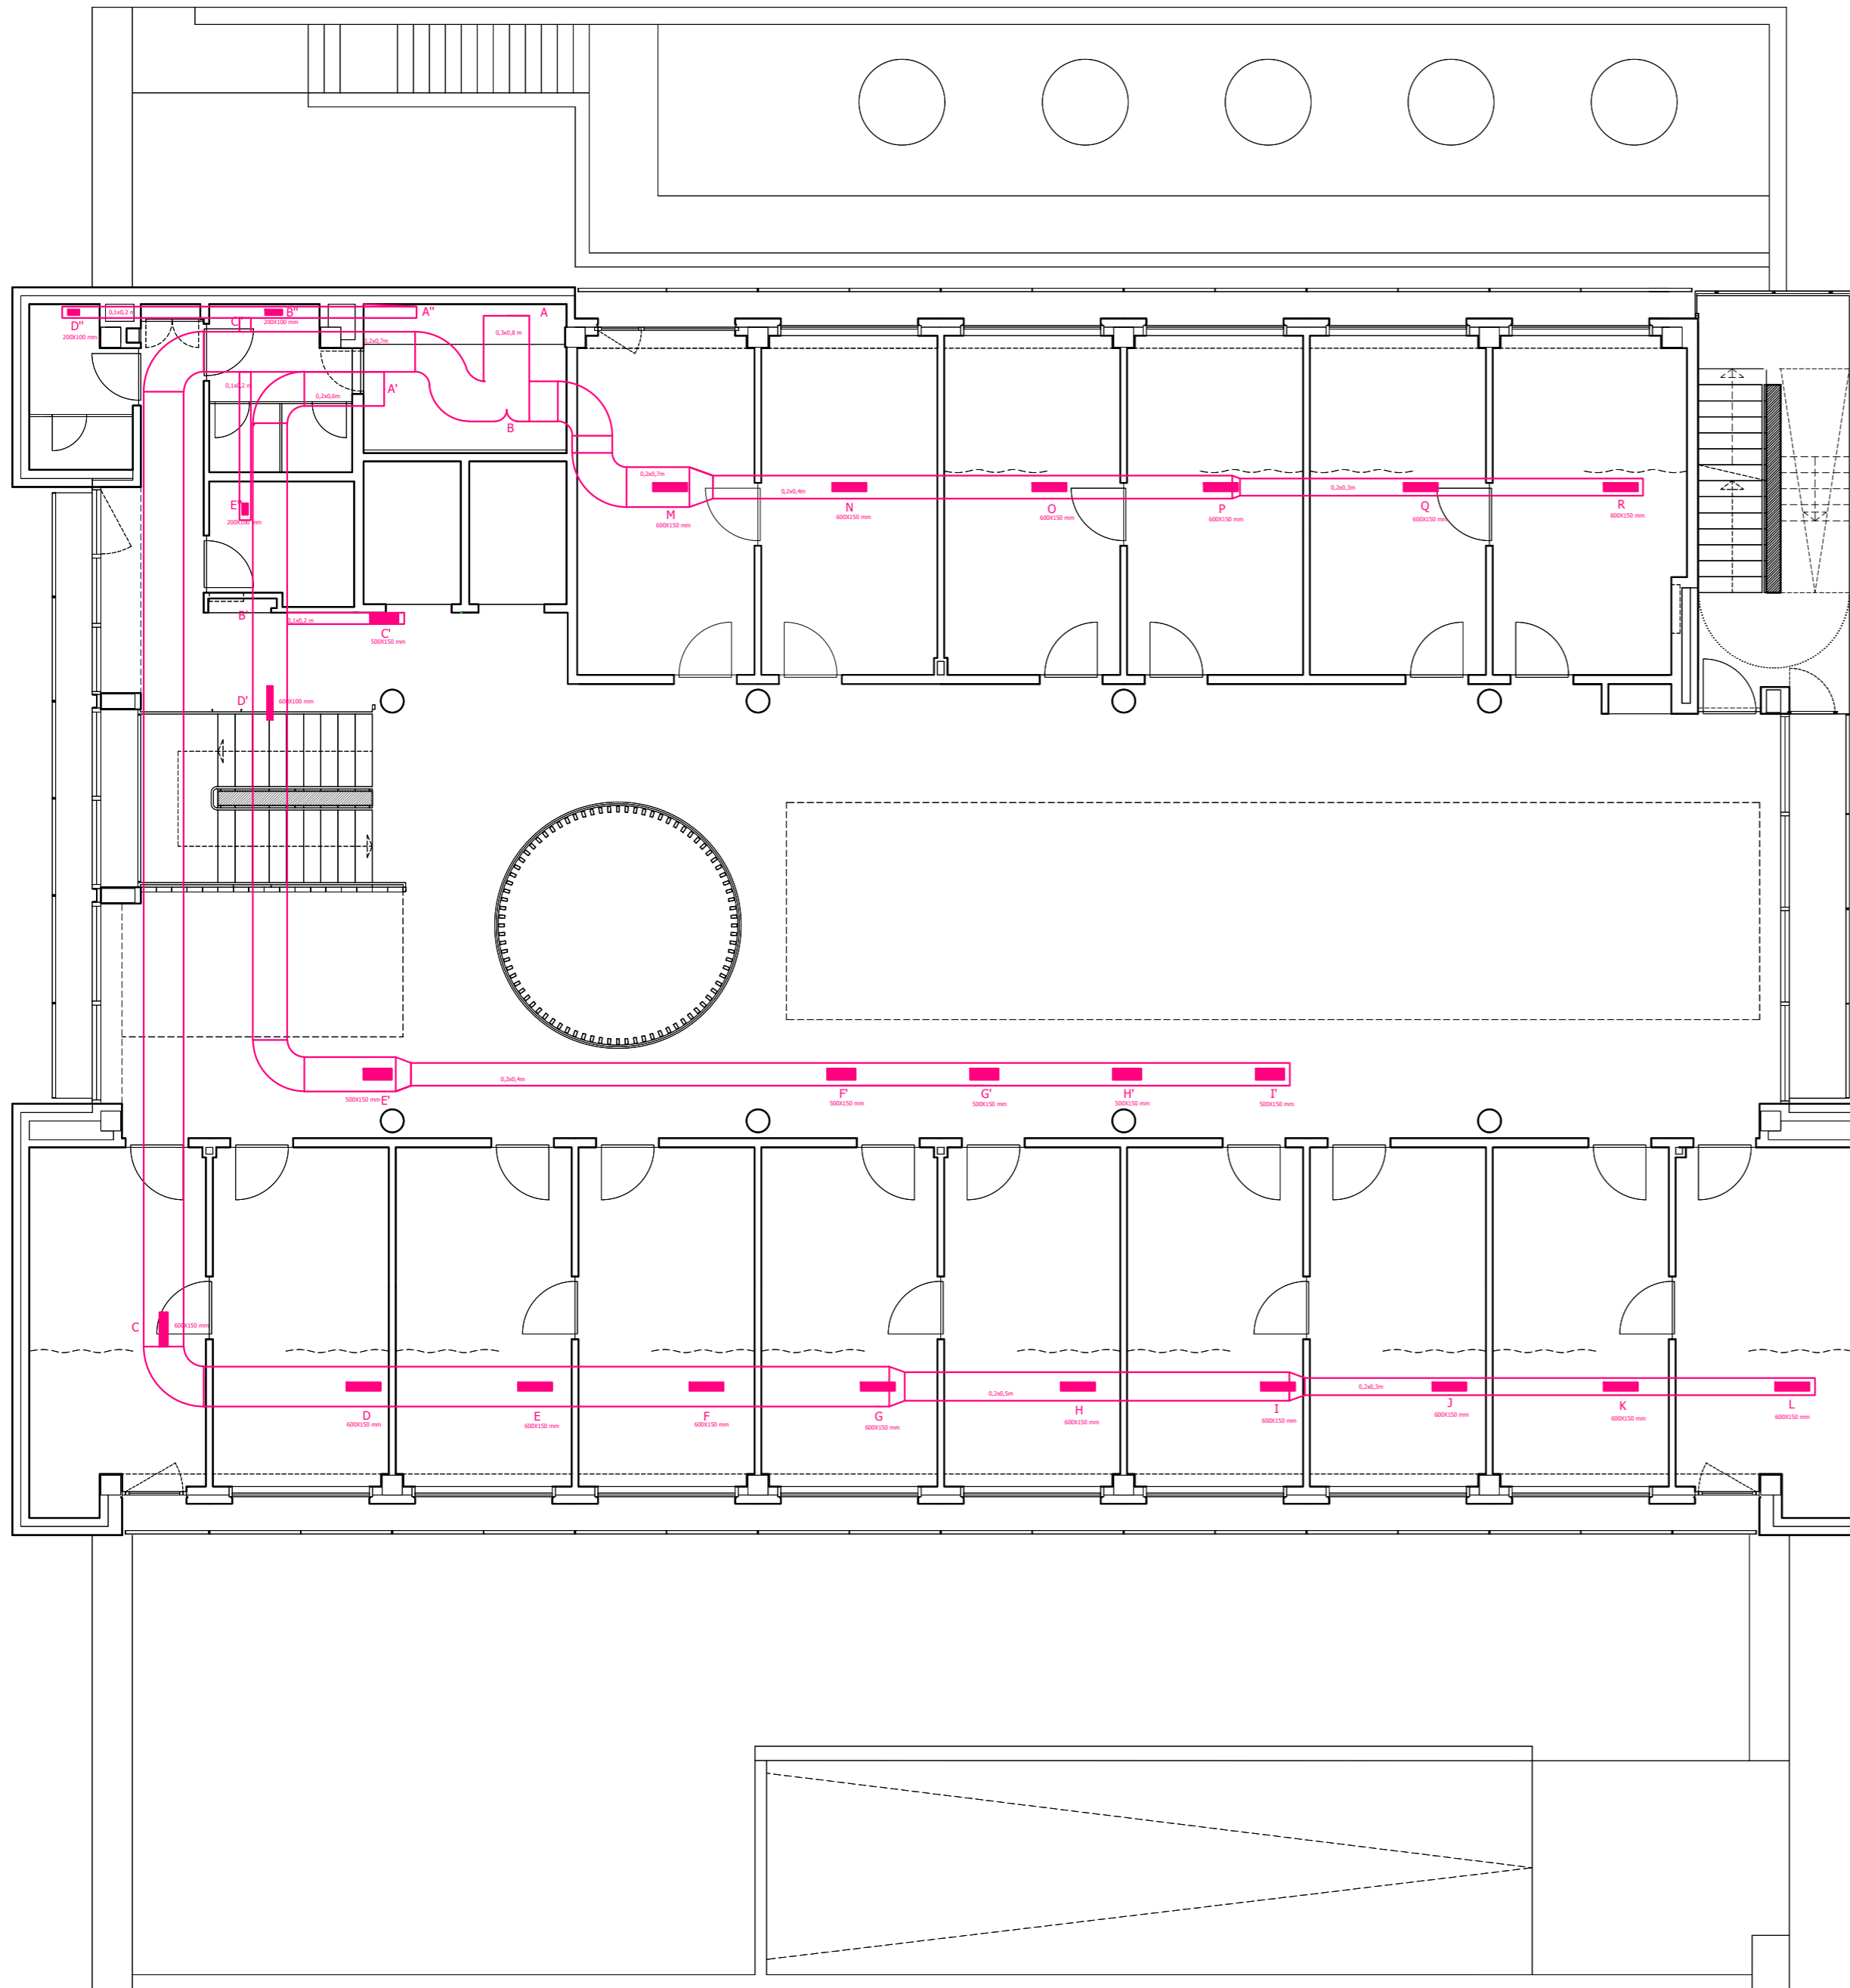 A''
A
B''
C''
D''
0,1x0,2 m
200X100 mm
200X100 mm
0,3x0,8 m
0,2x0,7m
0,1x0,2 m
A'
0,2x0,6m
B
0,2x0,7m
0,2x0,4m
0,2x0,3m
E''
200X100 mm
M
600X150 mm
N
600X150 mm
O
600X150 mm
P
600X150 mm
Q
600X150 mm
R
600X150 mm
B'
0,1x0,2 m
C'
500X150 mm
D'
600X100 mm
0,2x0,4m
E'
500X150 mm
F'
500X150 mm
G'
500X150 mm
H'
500X150 mm
I'
500X150 mm
C
600X150 mm
0,2x0,5m
0,2x0,3m
D
600X150 mm
E
600X150 mm
F
600X150 mm
G
600X150 mm
H
600X150 mm
I
600X150 mm
J
600X150 mm
K
600X150 mm
L
600X150 mm